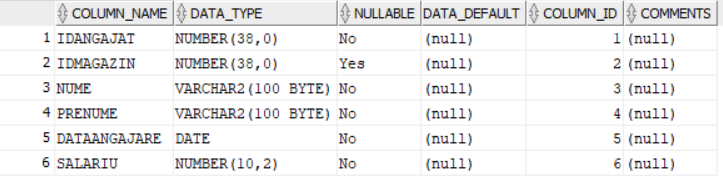 COLUMN_NAME DATA_TYPE NULLABLE DATA_DEFAULT COLUMN_ID COMMENTS
1 IDANGAJAT NUMBER(38,0) No (null) 1 (null)
2 IDMAGAZIN NUMBER(38,0) Yes (null) 2 (null)
3 NUME VARCHAR2(100 BYTE) No (null) 3 (null)
4 PRENUME VARCHAR2(100 BYTE) No (null) 4 (null)
5 DATAANGAJARE DATE No (null) 5 (null)
6 SALARIU NUMBER(10,2) No (null) 6 (null)